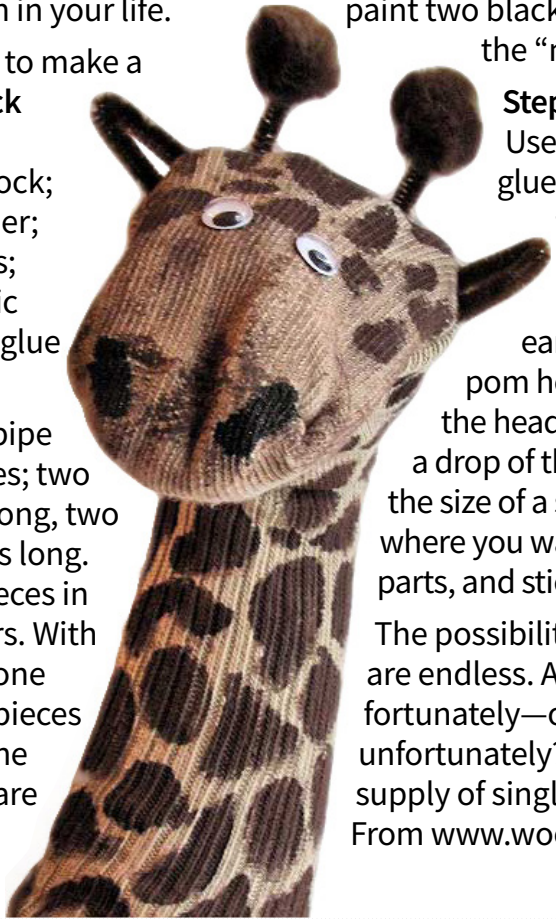 n in your life.
to make a
ck
ock;
er;
s;
ic
glue
pipe
es; two
ong, two
s long.
eces in
rs. With
one
pieces
ne
are
paint two black
the “n
Step
Use
glue
ear
pom he
the head
a drop of th
the size of a s
where you wa
parts, and stic
The possibilit
are endless. A
fortunately—o
unfortunately?
supply of singl
From www.woo